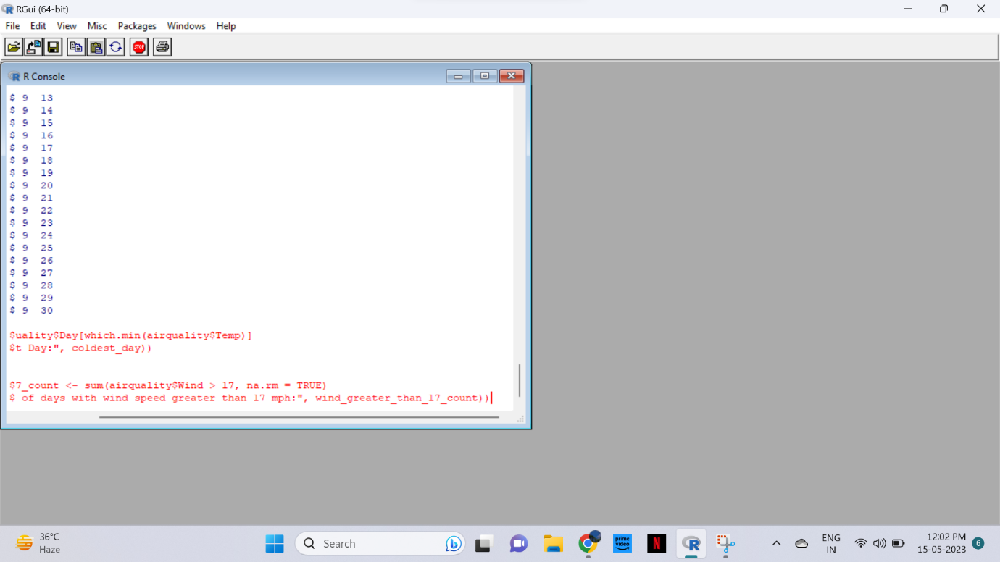 RGui (64-bit)
File Edit View Misc Packages Windows Help
STOP
R Console
$ 9 13
$ 9 14
$ 9 15
$ 9 16
$ 9 17
$ 9 18
$ 9 19
$ 9 20
$ 9 21
$ 9 22
$ 9 23
$ 9 24
$ 9 25
$ 9 26
$ 9 27
$ 9 28
$ 9 29
$ 9 30
$uality$Day[which.min(airquality$Temp)]
$t Day:", coldest_day))
$7_count <- sum(airquality$Wind > 17, na.rm = TRUE)
$ of days with wind speed greater than 17 mph:", wind_greater_than_17_count))
36°C
Haze
Search
prime video
N
R
ENG
IN
12:02 PM
15-05-2023
6